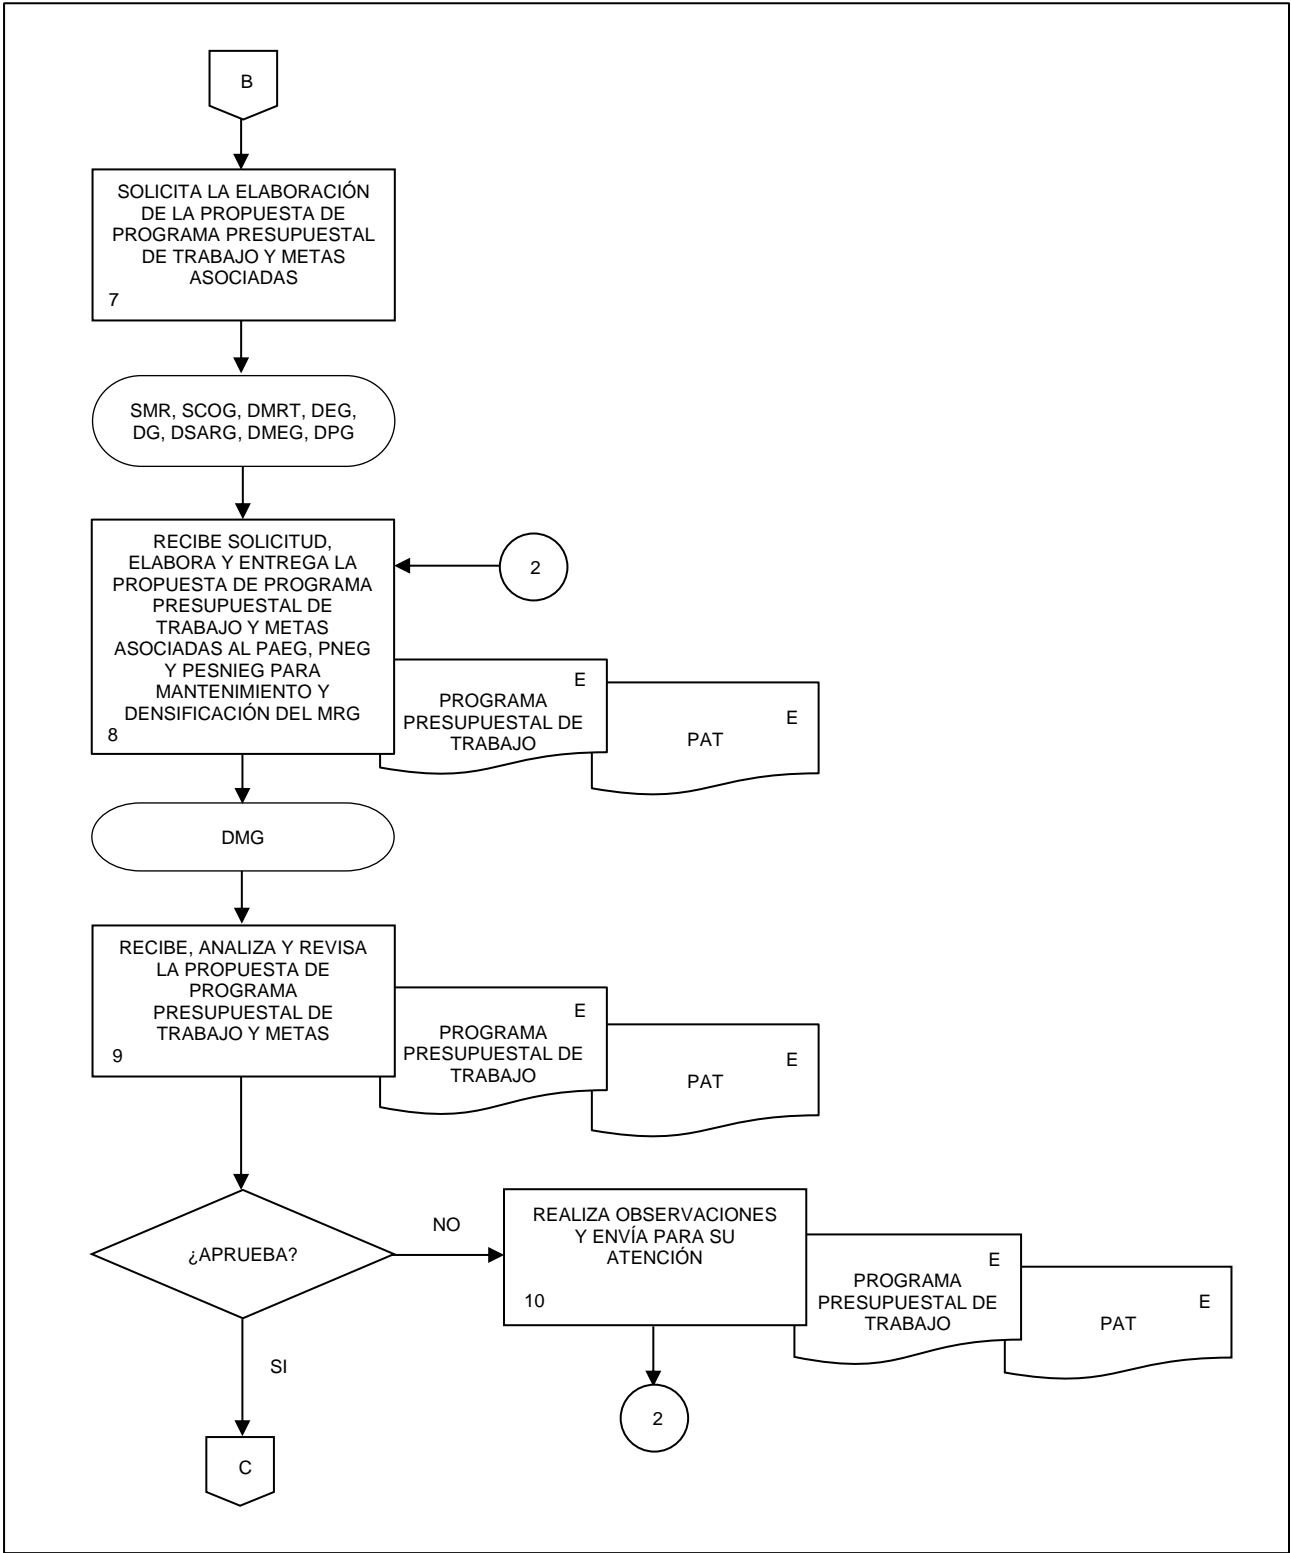 B
SOLICITA LA ELABORACIÓN
DE LA PROPUESTA DE
PROGRAMA PRESUPUESTAL
DE TRABAJO Y METAS
ASOCIADAS
7
SMR, SCOG, DMRT, DEG,
DG, DSARG, DMEG, DPG
RECIBE SOLICITUD,
ELABORA Y ENTREGA LA
PROPUESTA DE PROGRAMA
PRESUPUESTAL DE
TRABAJO Y METAS
ASOCIADAS AL PAEG, PNEG
Y PESNIEG PARA
MANTENIMIENTO Y
DENSIFICACIÓN DEL MRG
8
2
E
PROGRAMA
PRESUPUESTAL DE
TRABAJO
E
PAT
DMG
RECIBE, ANALIZA Y REVISA
LA PROPUESTA DE
PROGRAMA
PRESUPUESTAL DE
TRABAJO Y METAS
9
E
PROGRAMA
PRESUPUESTAL DE
TRABAJO
E
PAT
¿APRUEBA?
NO
REALIZA OBSERVACIONES
Y ENVÍA PARA SU
ATENCIÓN
10
E
PROGRAMA
PRESUPUESTAL DE
TRABAJO
E
PAT
SI
2
C